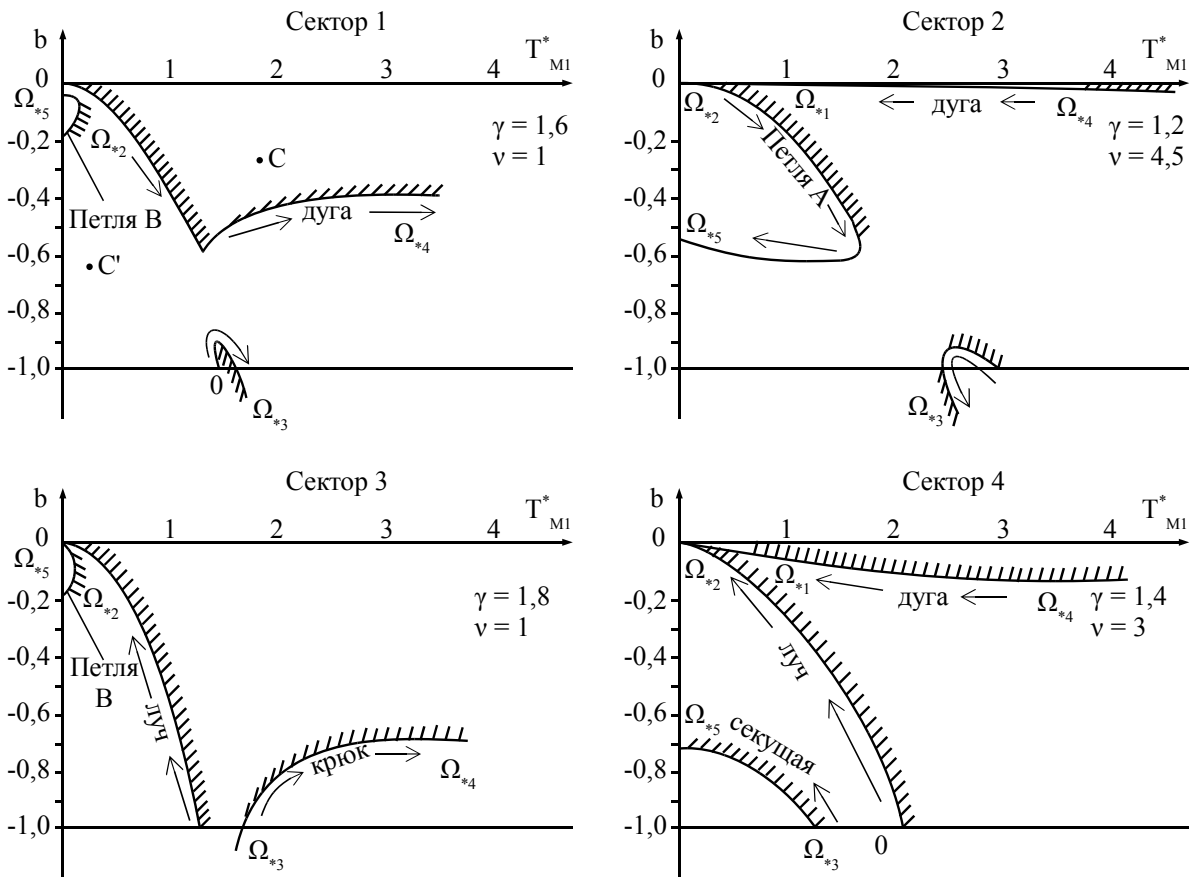 Сектор 1
b
T*M1
0 1 2 3 4
Ω*5
γ = 1,6
-0,2
Ω*2
ν = 1
• C
-0,4
Петля В
дуга
Ω*4
-0,6
• C'
-0,8
-1,0
0
Ω*3
Сектор 2
b
T*M1
0 1 2 3 4
Ω*2
Ω*1
дуга
Ω*4
γ = 1,2
-0,2
ν = 4,5
Петля А
-0,4
Ω*5
-0,6
-0,8
-1,0
Ω*3
Сектор 3
b
T*M1
0 1 2 3 4
Ω*5
-0,2
Ω*2
γ = 1,8
ν = 1
-0,4
Петля
В
луч
-0,6
крюк
Ω*4
-0,8
-1,0
Ω*3
Сектор 4
b
T*M1
0 1 2 3 4
Ω*2
Ω*1
дуга
Ω*4
γ = 1,4
-0,2
ν = 3
луч
-0,4
-0,6
Ω*5
секущая
-0,8
-1,0
Ω*3
0